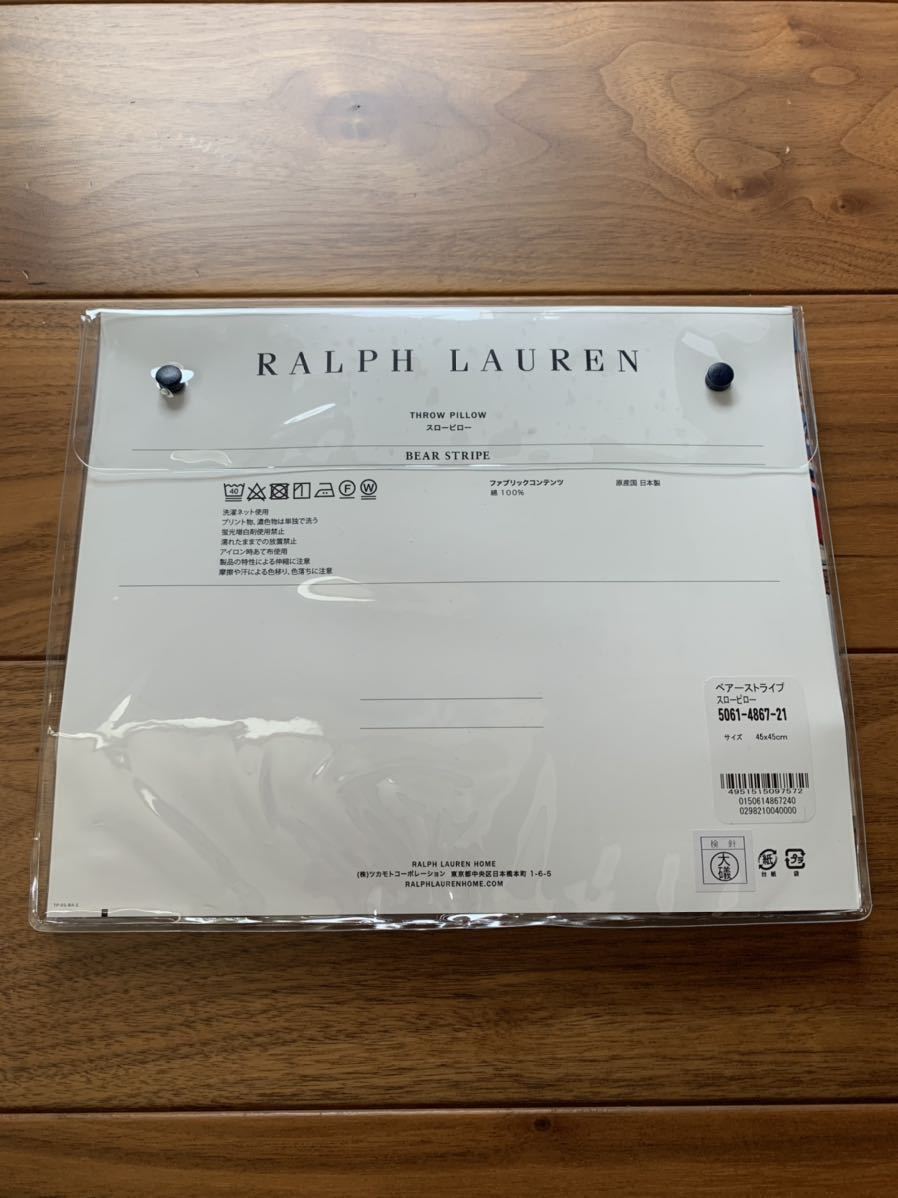 RALPH LAUREN
THROW PILLOW
スローピロー
BEAR STRIPE
40
F
W
ファブリックコンテンツ
綿 100%
原産国 日本製
洗濯ネット使用
プリント物、濃色物は単独で洗う
蛍光増白剤使用禁止
濡れたままでの放置禁止
アイロン時あて布使用
製品の特性による伸縮に注意
摩擦や汗による色移り、色落ちに注意
ベアーストライプ
スローピロー
5061-4867-21
サイズ 45x45cm
4951515097572
0150614867240
0298210040000
検針
大
礒
紙
台紙
タナ
袋
RALPH LAUREN HOME
(株)ツカモトコーポレーション 東京都中央区日本橋本町 1-6-5
RALPHLAURENHOME.COM